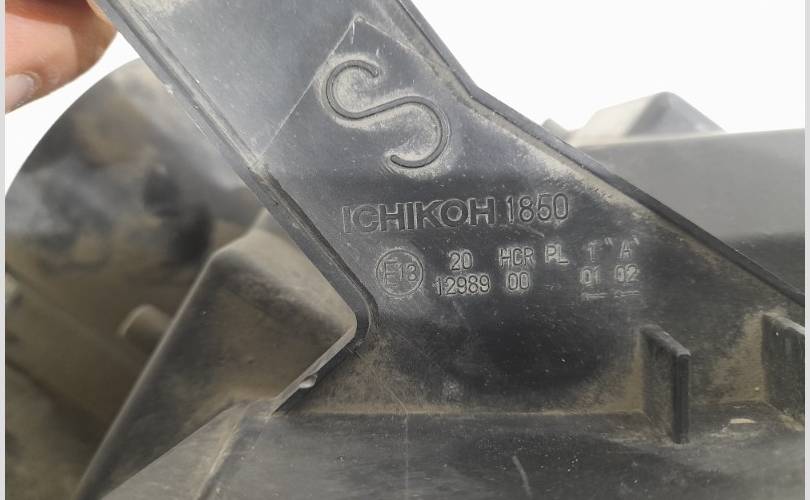 S
ICHIKOH 1850
E13 20 HCR PL 1 A
12989 00 01 02